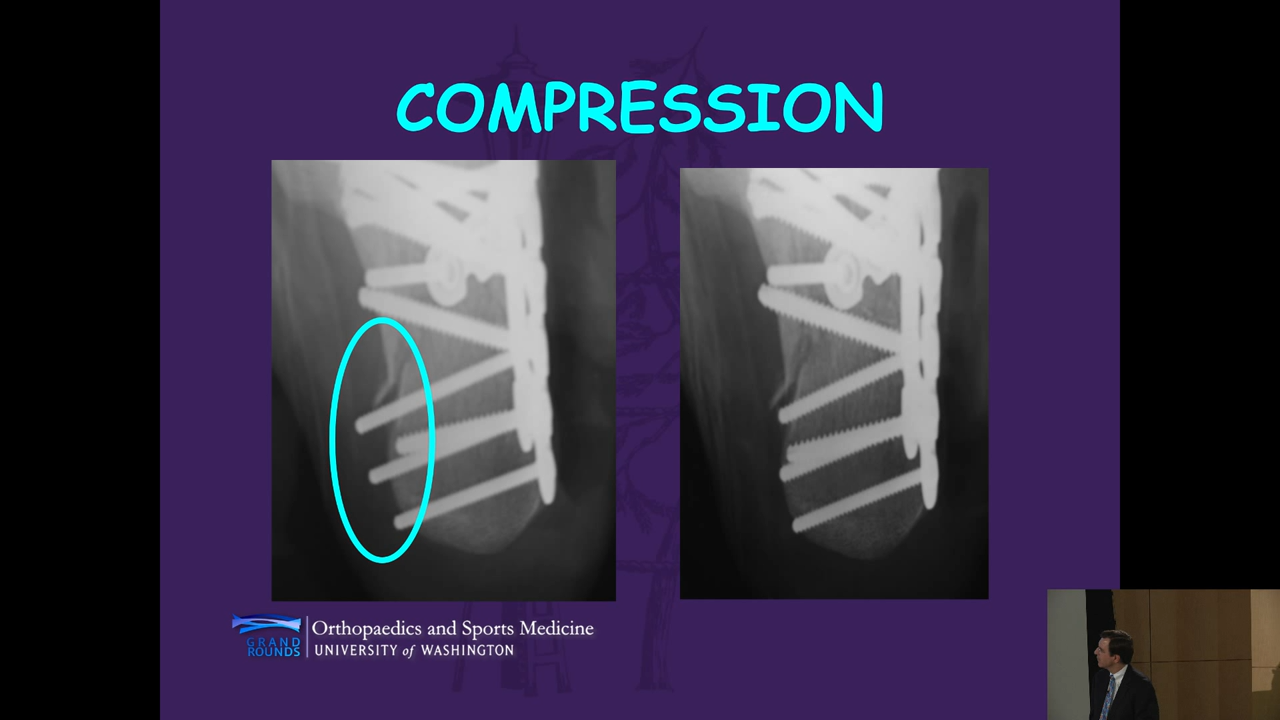 COMPRESSION
GRAND
ROUNDS
Orthopaedics and Sports Medicine
UNIVERSITY of WASHINGTON